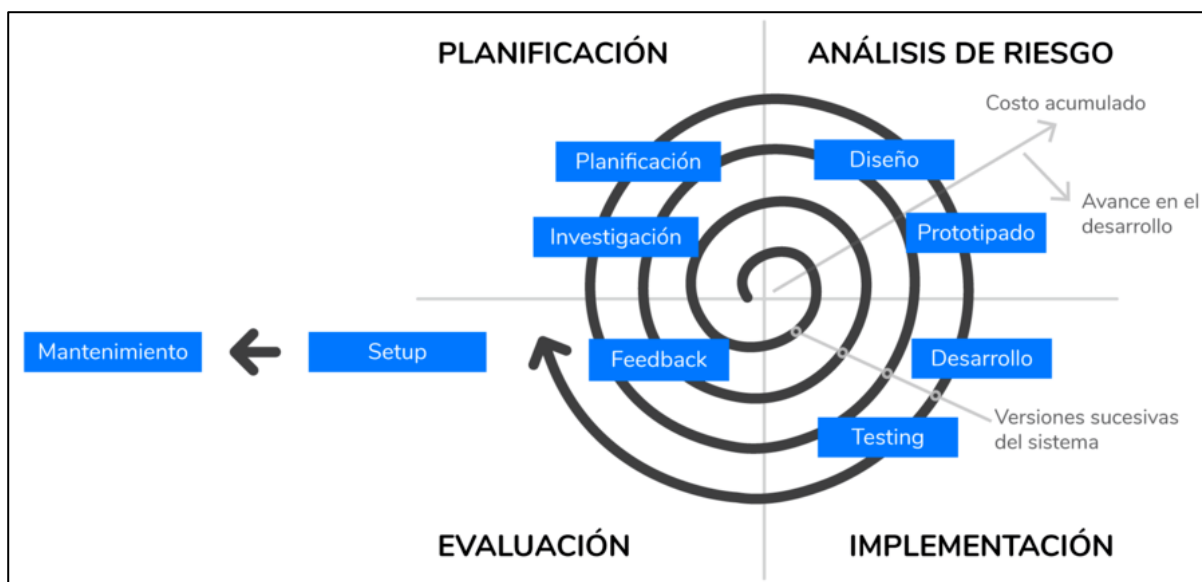 PLANIFICACIÓN
ANÁLISIS DE RIESGO
Costo acumulado
Planificación
Diseño
Avance en el
desarrollo
Investigación
Prototipado
Mantenimiento
Setup
Feedback
Desarrollo
Versiones sucesivas
del sistema
Testing
EVALUACIÓN
IMPLEMENTACIÓN